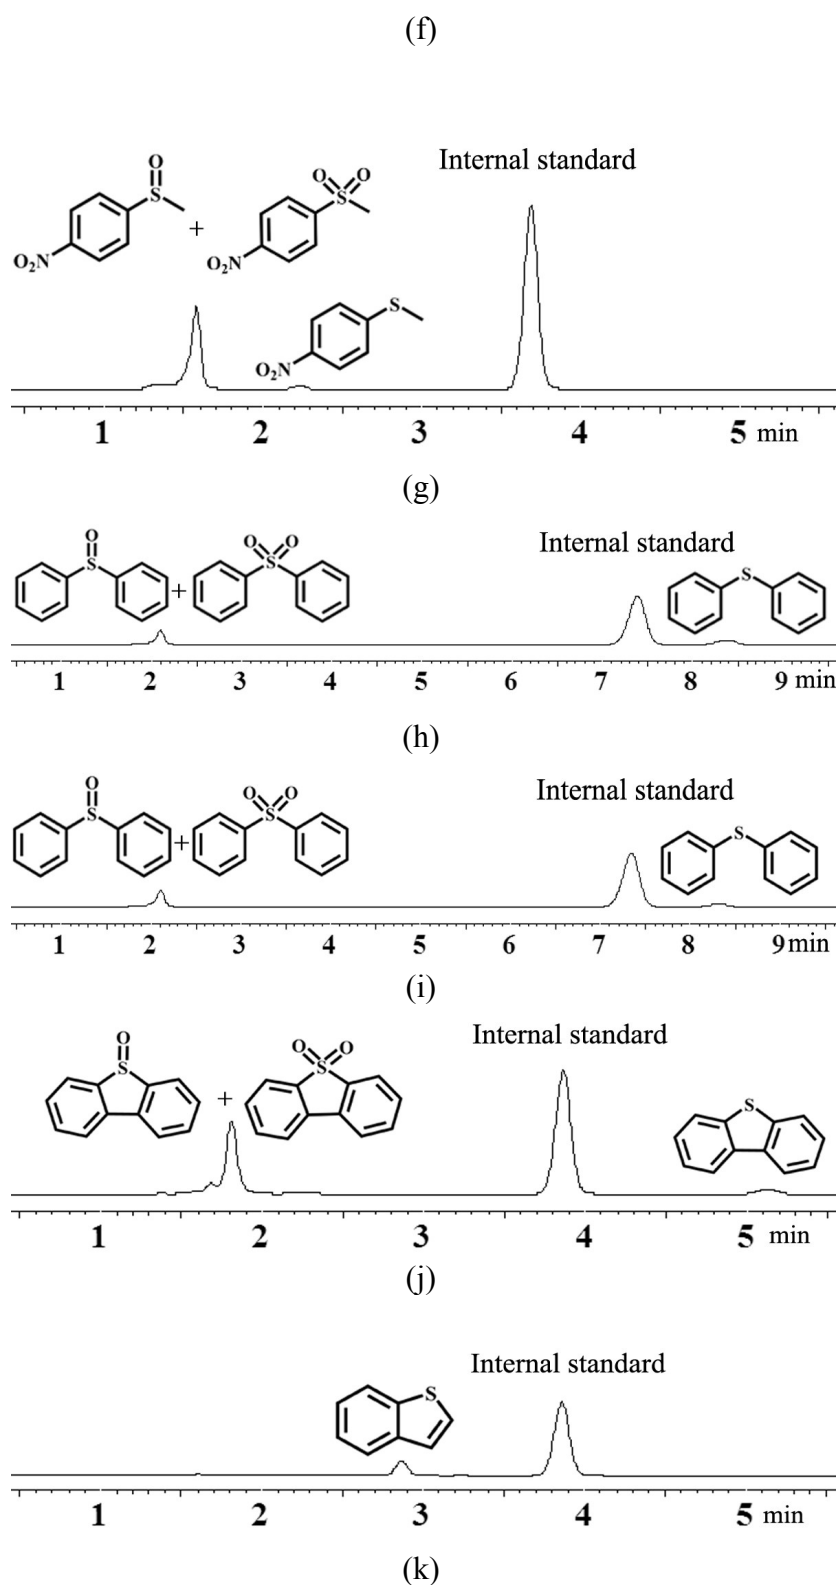 (f)
Internal standard
O
S
+
O₂N
O O
S
O₂N
S
O₂N
1 2 3 4 5 min
(g)
Internal standard
O
S
+
O O
S
S
1 2 3 4 5 6 7 8 9 min
(h)
Internal standard
O
S
+
O O
S
S
1 2 3 4 5 6 7 8 9 min
(i)
Internal standard
O
S
+
O O
S
S
1 2 3 4 5 min
(j)
Internal standard
S
1 2 3 4 5 min
(k)